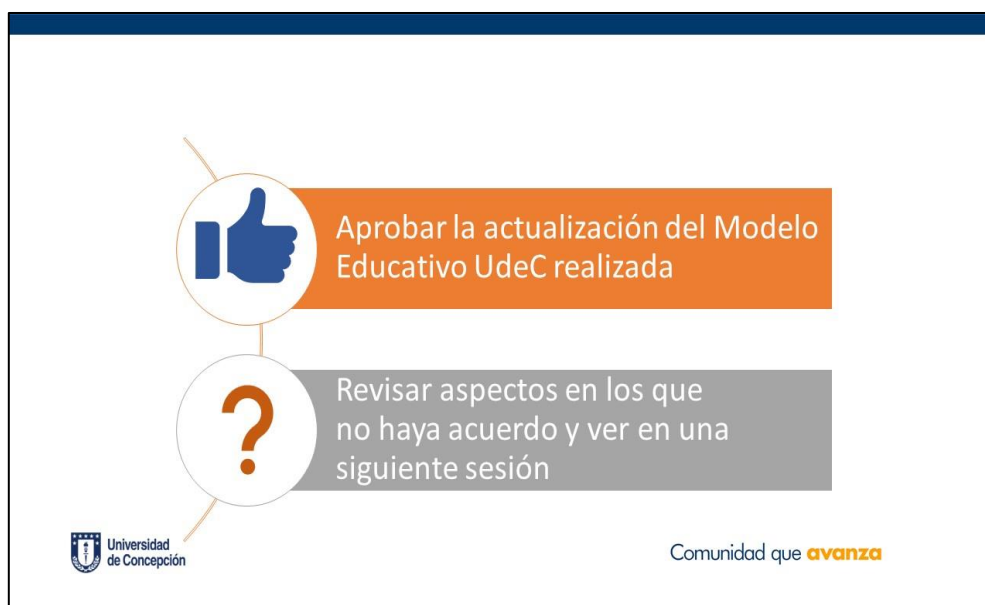 Aprobar la actualización del Modelo
Educativo UdeC realizada
?
Revisar aspectos en los que
no haya acuerdo y ver en una
siguiente sesión
Universidad
de Concepción
Comunidad que avanza